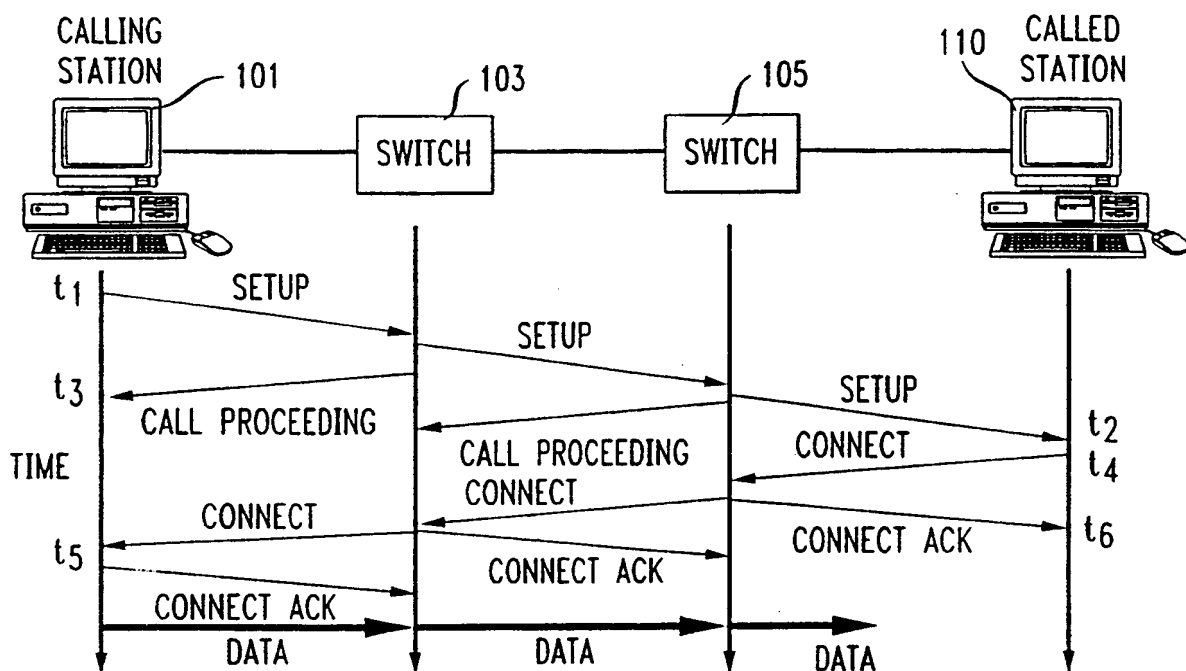 CALLING
STATION
101
103
105
110
CALLED
STATION
SWITCH
SWITCH
t1
SETUP
SETUP
t3
SETUP
CALL PROCEEDING
t2
CONNECT
TIME
CALL PROCEEDING
t4
CONNECT
CONNECT
t6
CONNECT ACK
t5
CONNECT ACK
CONNECT ACK
DATA
DATA
DATA